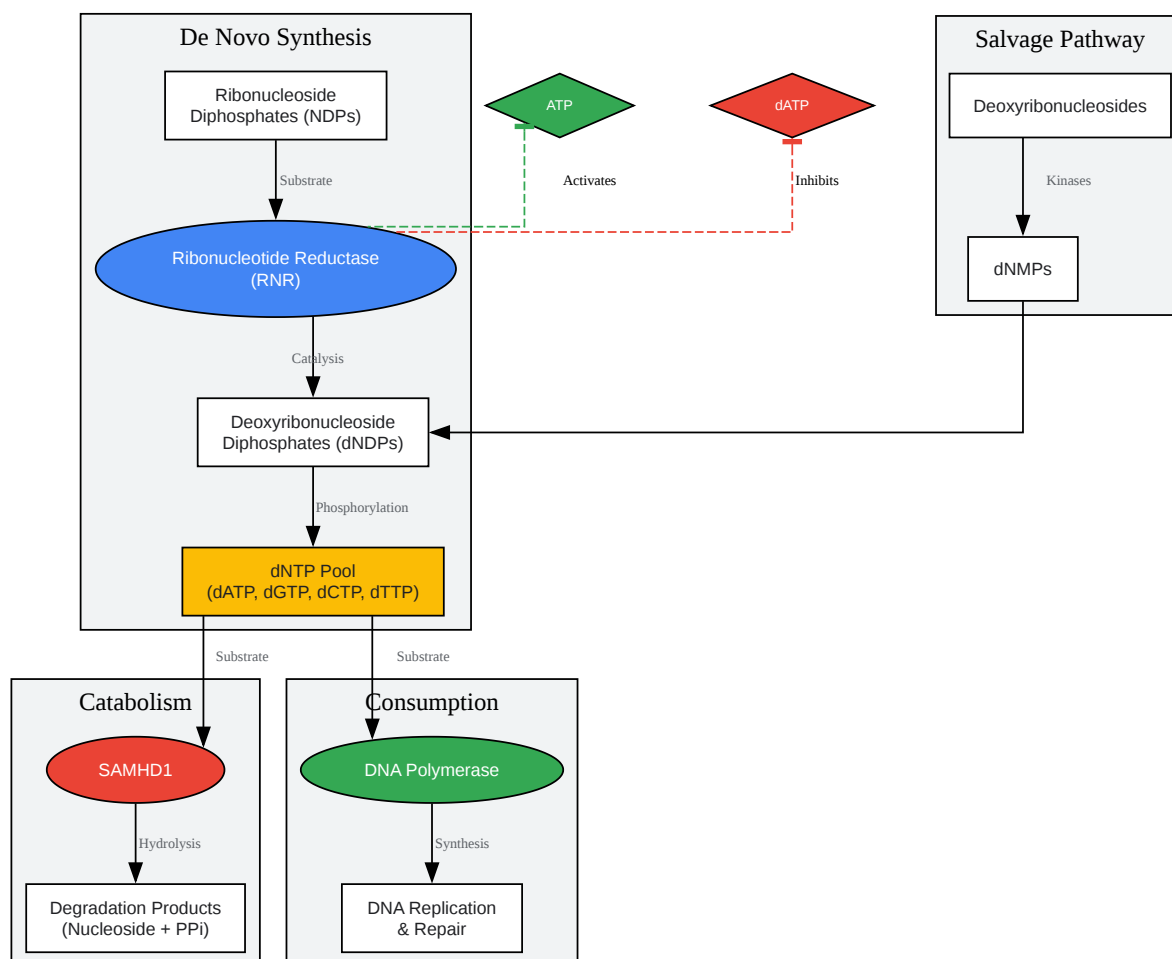 De Novo Synthesis
Ribonucleoside
Diphosphates (NDPs)
Substrate
Ribonucleotide Reductase
(RNR)
Catalysis
Deoxyribonucleoside
Diphosphates (dNDPs)
Phosphorylation
dNTP Pool
(dATP, dGTP, dCTP, dTTP)
ATP
Activates
dATP
Inhibits
Salvage Pathway
Deoxyribonucleosides
Kinases
dNMPs
Substrate
Catabolism
SAMHD1
Hydrolysis
Degradation Products
(Nucleoside + PPi)
Substrate
Consumption
DNA Polymerase
Synthesis
DNA Replication
& Repair